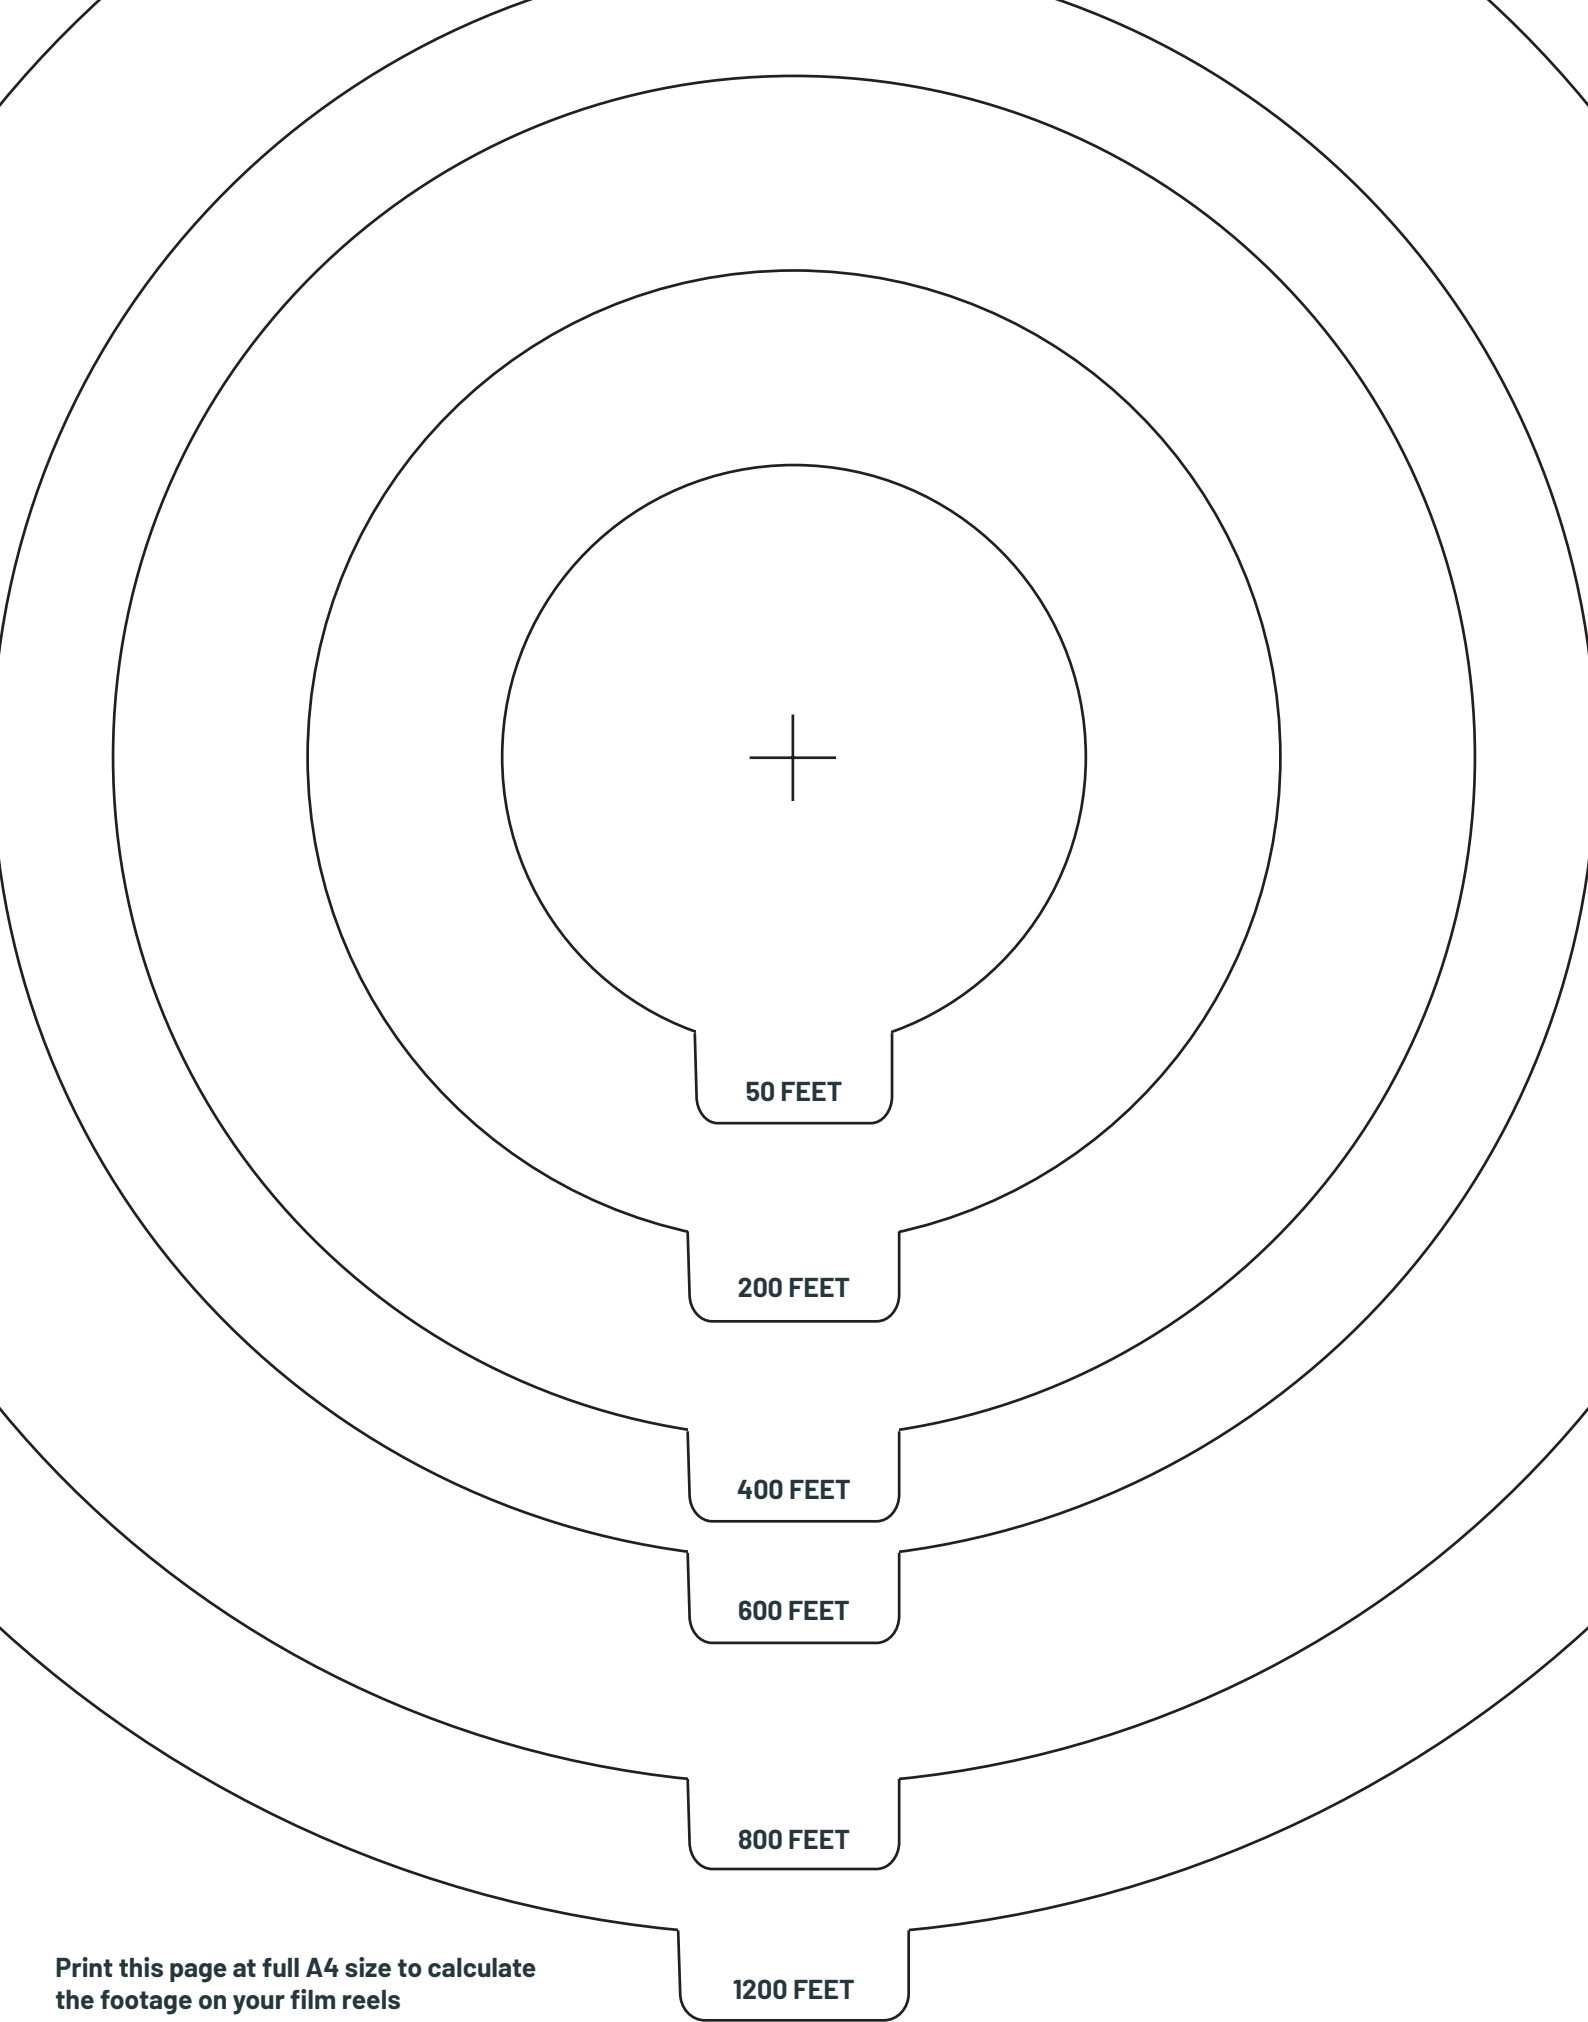 50 FEET
200 FEET
400 FEET
600 FEET
800 FEET
1200 FEET
Print this page at full A4 size to calculate
the footage on your film reels